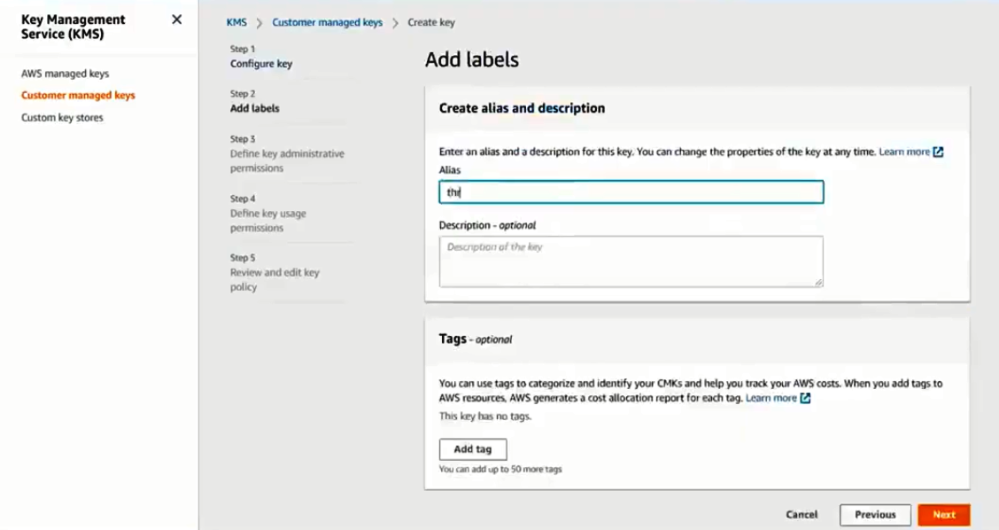 Key Management
Service (KMS)
AWS managed keys
Customer managed keys
Custom key stores
KMS > Customer managed keys > Create key
Step 1
Configure key
Step 2
Add labels
Step 3
Define key administrative
permissions
Step 4
Define key usage
permissions
Step 5
Review and edit key
policy
Add labels
Create alias and description
Enter an alias and a description for this key. You can change the properties of the key at any time. Learn more
Alias
Description - optional
Description of the key
Tags - optional
You can use tags to categorize and identify your CMKs and help you track your AWS costs. When you add tags to
AWS resources, AWS generates a cost allocation report for each tag. Learn more
This key has no tags.
Add tag
You can add up to 50 more tags
Cancel
Previous
Next